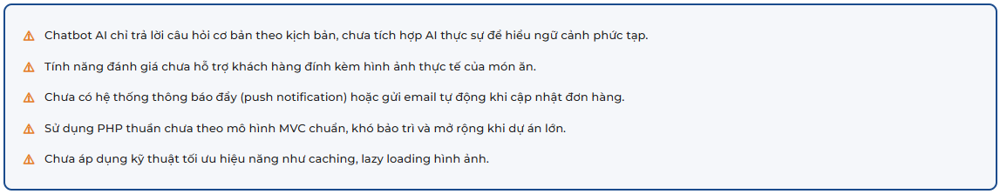 Chatbot AI chỉ trả lời câu hỏi cơ bản theo kịch bản, chưa tích hợp AI thực sự để hiểu ngữ cảnh phức tạp.
Tính năng đánh giá chưa hỗ trợ khách hàng đính kèm hình ảnh thực tế của món ăn.
Chưa có hệ thống thông báo đẩy (push notification) hoặc gửi email tự động khi cập nhật đơn hàng.
Sử dụng PHP thuần chưa theo mô hình MVC chuẩn, khó bảo trì và mở rộng khi dự án lớn.
Chưa áp dụng kỹ thuật tối ưu hiệu năng như caching, lazy loading hình ảnh.